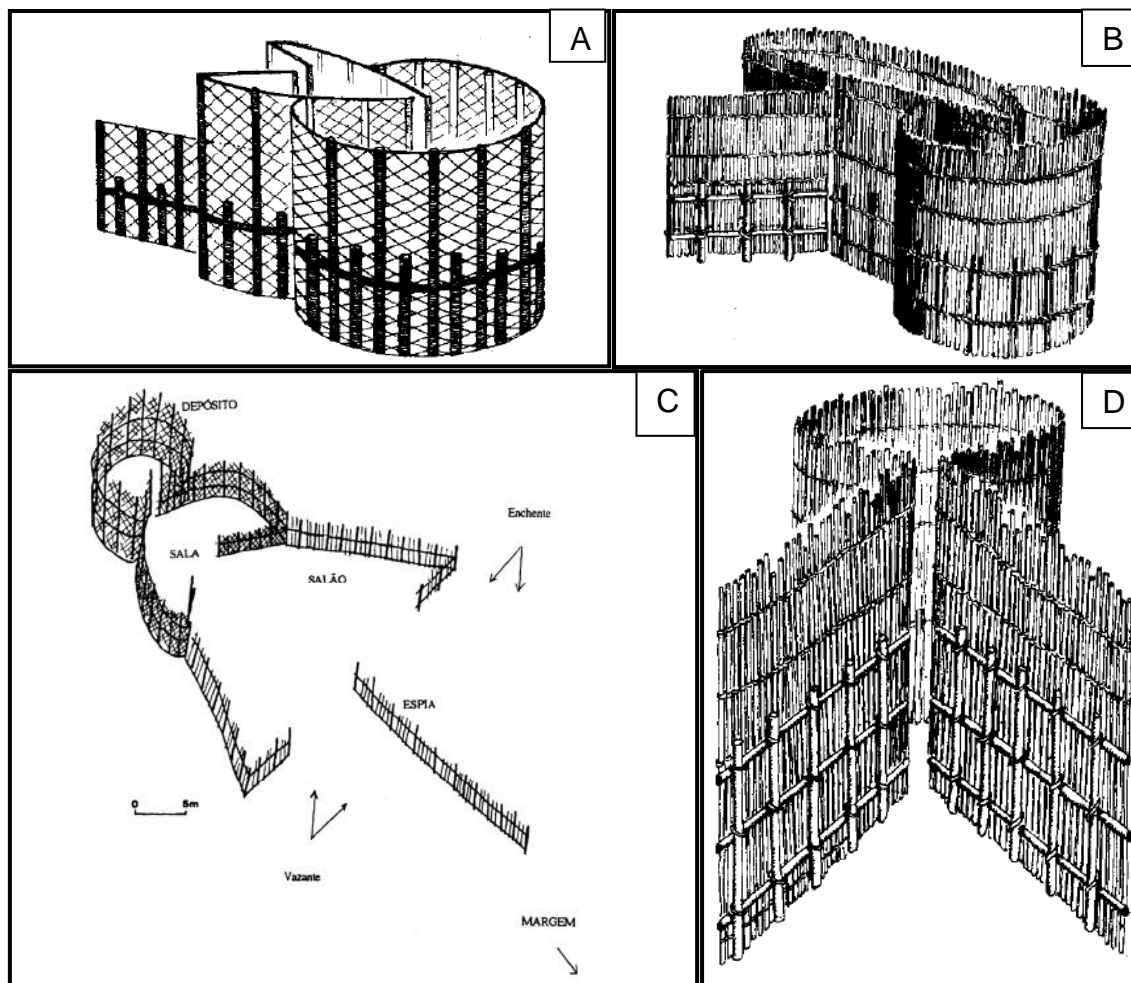 A
B
C
DEPÓSITO
Enchente
SALA
SALÃO
ESPIA
0 5m
Vazante
MARGEM
D